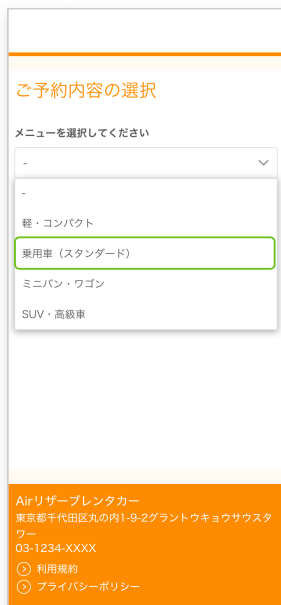 ご予約内容の選択
メニューを選択してください
-
-
軽・コンパクト
乗用車（スタンダード）
ミニバン・ワゴン
SUV・高級車
Airリザーブレンタカー
東京都千代田区丸の内1-9-2グラントウキョウサウスタ
ワー
03-1234-XXXX
利用規約
プライバシーポリシー